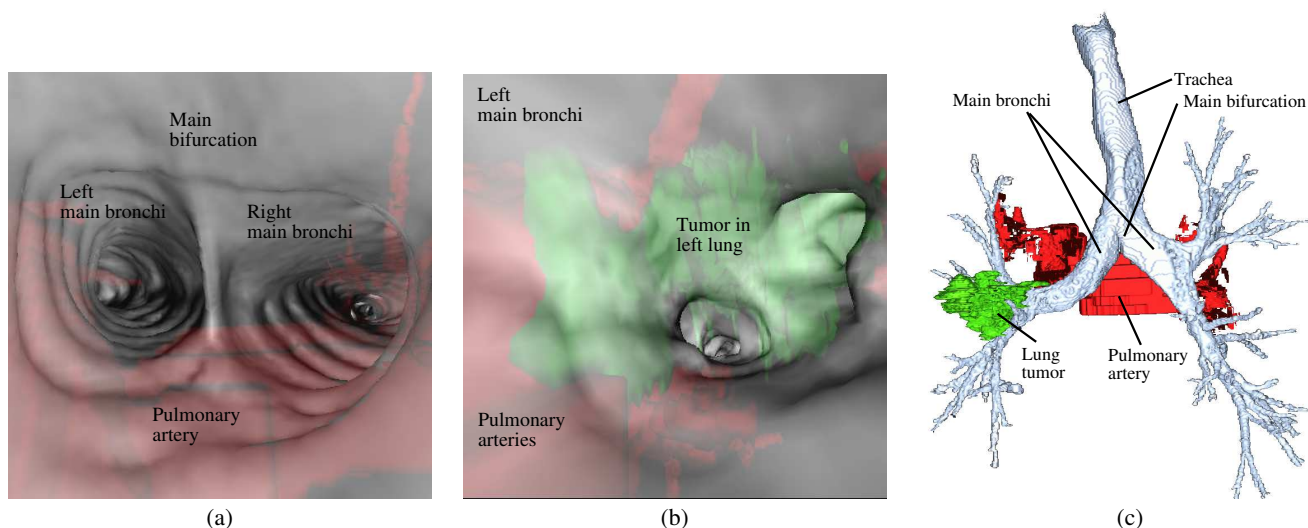 Main
bifurcation
Left
main bronchi
Right
main bronchi
Pulmonary
artery
(a)
Left
main bronchi
Tumor in
left lung
Pulmonary
arteries
(b)
Trachea
Main bronchi
Main bifurcation
Lung
tumor
Pulmonary
artery
(c)